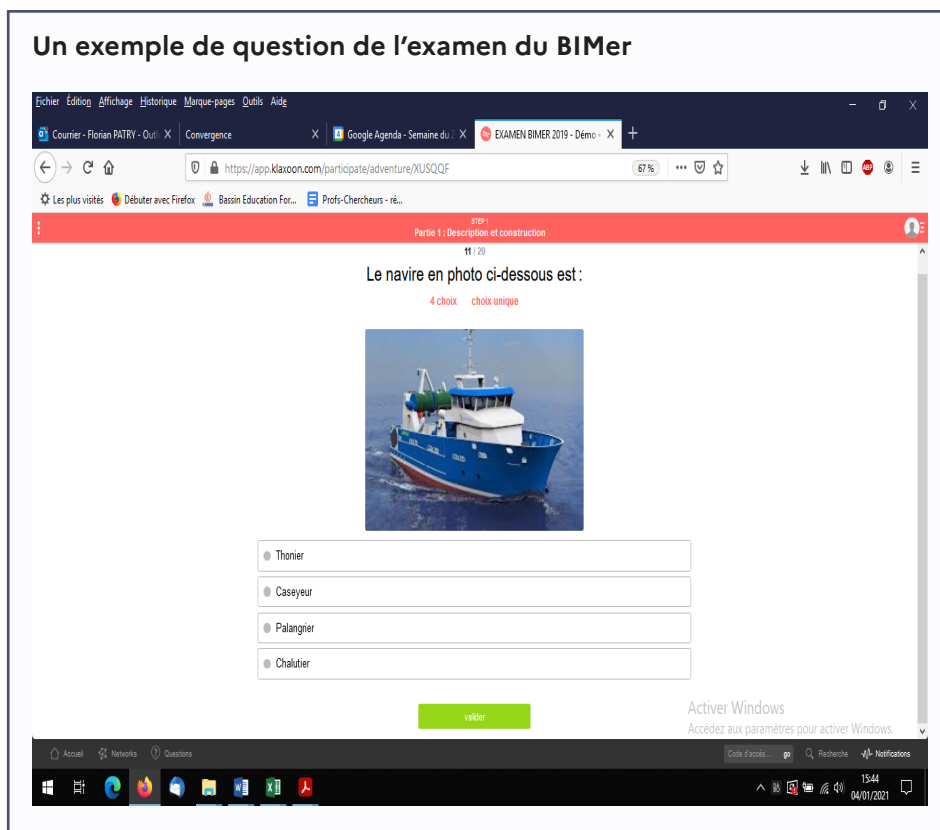 Un exemple de question de l'examen du BIMer
Fichier Édition Affichage Historique Marque-pages Outils Aide
Courrier - Florian PATRY - Outl Convergence Google Agenda - Semaine du 2 EXAMEN BIMER 2019 - Démo
https://app.klaxoon.com/participate/adventure/XUSQQF 67 % ABP
Les plus visités Débuter avec Firefox Bassin Education For... Profs-Chercheurs - ré...
STEP 1
Partie 1 : Description et construction
11 / 20
Le navire en photo ci-dessous est :
4 choix choix unique
Thonier
Caseyeur
Palangrier
Chalutier
valider
Activer Windows
Accédez aux paramètres pour activer Windows.
Accueil Networks Questions Code d'accès... go Recherche Notifications
15:44
04/01/2021